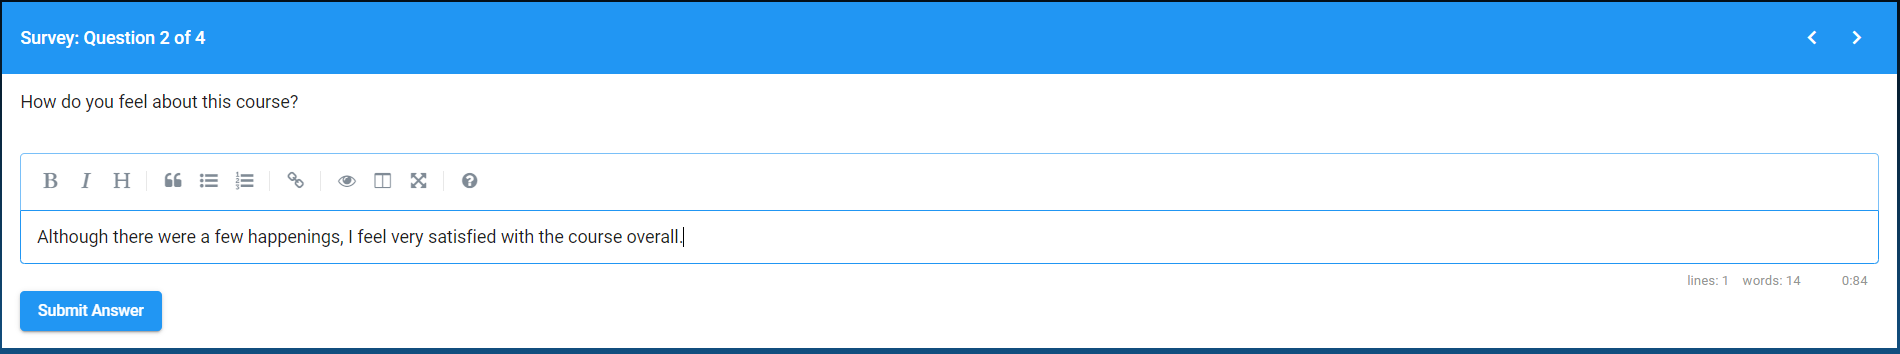 Survey: Question 2 of 4
How do you feel about this course?
B I H
Although there were a few happenings, I feel very satisfied with the course overall.
lines: 1 words: 14 0:84
Submit Answer